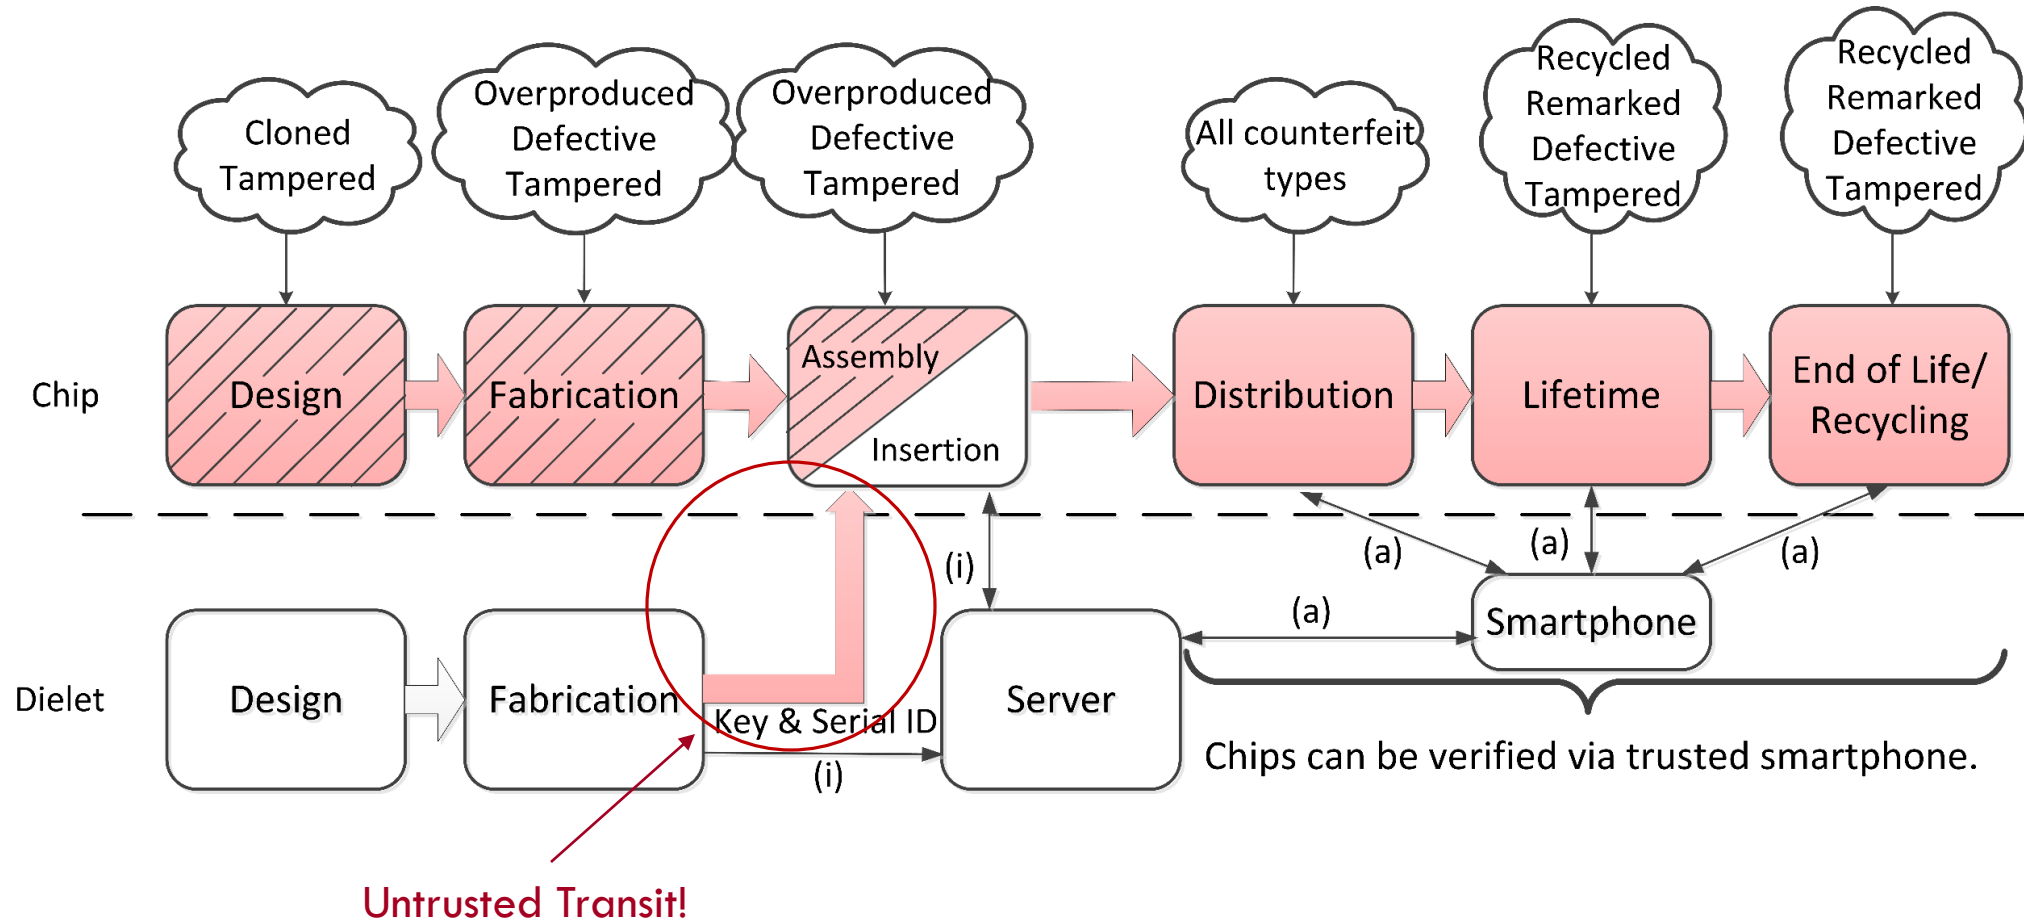 Cloned
Tampered
Overproduced
Defective
Tampered
Overproduced
Defective
Tampered
All counterfeit
types
Recycled
Remarked
Defective
Tampered
Recycled
Remarked
Defective
Tampered
Chip
Design
Fabrication
Assembly
Insertion
Distribution
Lifetime
End of Life/
Recycling
(i)
(a)
(a)
(a)
(a)
Smartphone
Dielet
Design
Fabrication
Key & Serial ID
(i)
Server
Chips can be verified via trusted smartphone.
Untrusted Transit!